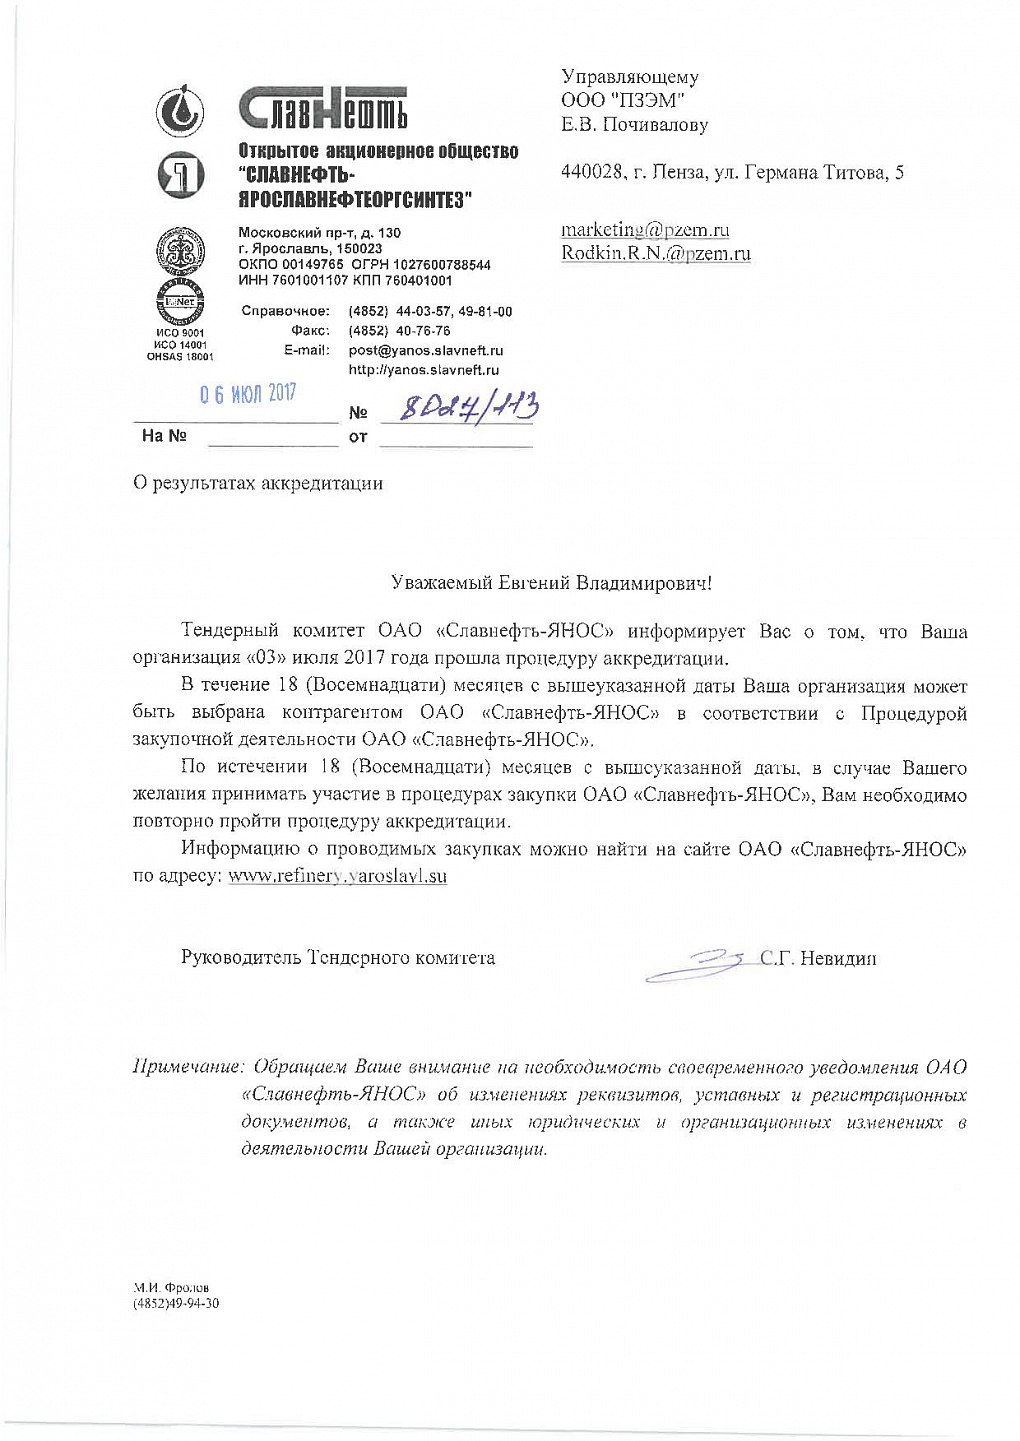 СлавНефть
Открытое акционерное общество
"СЛАВНЕФТЬ-
ЯРОСЛАВНЕФТЕОРГСИНТЕЗ"
Московский пр-т, д. 130
г. Ярославль, 150023
ОКПО 00149765 ОГРН 1027600788544
ИНН 7601001107 КПП 760401001
Справочное: (4852) 44-03-57, 49-81-00
Факс: (4852) 40-76-76
E-mail: post@yanos.slavneft.ru
http://yanos.slavneft.ru
ИСО 9001
ИСО 14001
OHSAS 18001
06 ИЮЛ 2017 № 8027/113
На № от
Управляющему
ООО "ПЗЭМ"
Е.В. Почивалову
440028, г. Пенза, ул. Германа Титова, 5
marketing@pzem.ru
Rodkin.R.N.@pzem.ru
О результатах аккредитации
Уважаемый Евгений Владимирович!
Тендерный комитет ОАО «Славнефть-ЯНОС» информирует Вас о том, что Ваша
организация «03» июля 2017 года прошла процедуру аккредитации.
В течение 18 (Восемнадцати) месяцев с вышеуказанной даты Ваша организация может
быть выбрана контрагентом ОАО «Славнефть-ЯНОС» в соответствии с Процедурой
закупочной деятельности ОАО «Славнефть-ЯНОС».
По истечении 18 (Восемнадцати) месяцев с вышеуказанной даты, в случае Вашего
желания принимать участие в процедурах закупки ОАО «Славнефть-ЯНОС», Вам необходимо
повторно пройти процедуру аккредитации.
Информацию о проводимых закупках можно найти на сайте ОАО «Славнефть-ЯНОС»
по адресу: www.refinery.yaroslavl.su
Руководитель Тендерного комитета С.Г. Невидин
Примечание: Обращаем Ваше внимание на необходимость своевременного уведомления ОАО
«Славнефть-ЯНОС» об изменениях реквизитов, уставных и регистрационных
документов, а также иных юридических и организационных изменениях в
деятельности Вашей организации.
М.И. Фролов
(4852)49-94-30